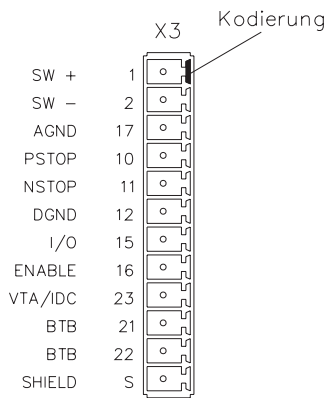 Kodierung
X3
SW + 1
SW - 2
AGND 17
PSTOP 10
NSTOP 11
DGND 12
I/O 15
ENABLE 16
VTA/IDC 23
BTB 21
BTB 22
SHIELD S